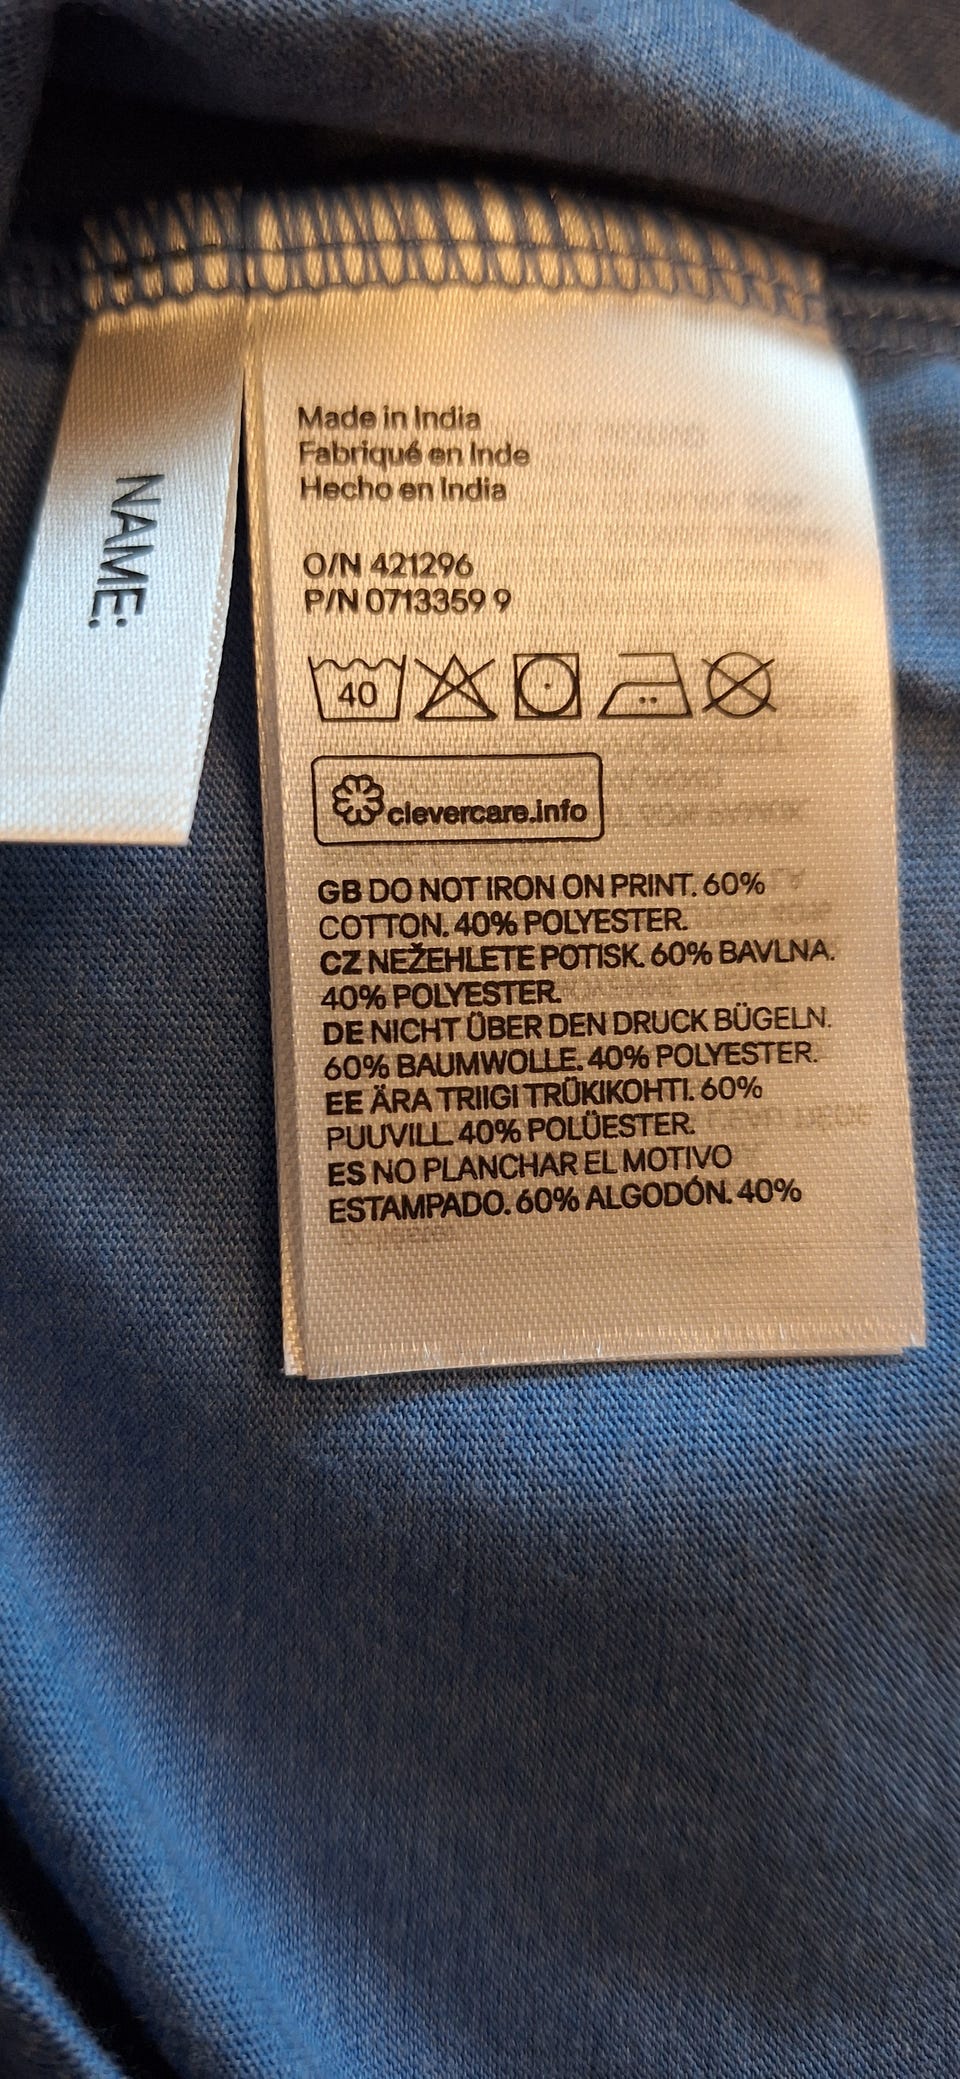 NAME:
Made in India
Fabriqué en Inde
Hecho en India
O/N 421296
P/N 0713359 9
40
clevercare.info
GB DO NOT IRON ON PRINT. 60%
COTTON. 40% POLYESTER.
CZ NEŽEHLETE POTISK. 60% BAVLNA.
40% POLYESTER.
DE NICHT ÜBER DEN DRUCK BÜGELN.
60% BAUMWOLLE. 40% POLYESTER.
EE ÄRA TRIIGI TRÜKIKOHTI. 60%
PUUVILL. 40% POLÜESTER.
ES NO PLANCHAR EL MOTIVO
ESTAMPADO. 60% ALGODÓN. 40%